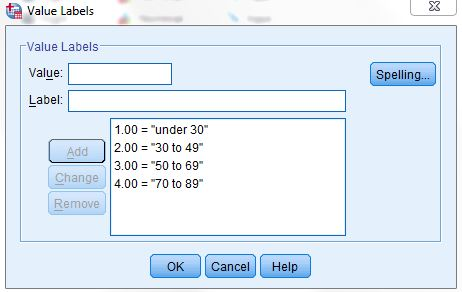 Value Labels
Value Labels
Value:
Spelling...
Label:
1.00 = "under 30"
2.00 = "30 to 49"
3.00 = "50 to 69"
4.00 = "70 to 89"
Add
Change
Remove
OK
Cancel
Help